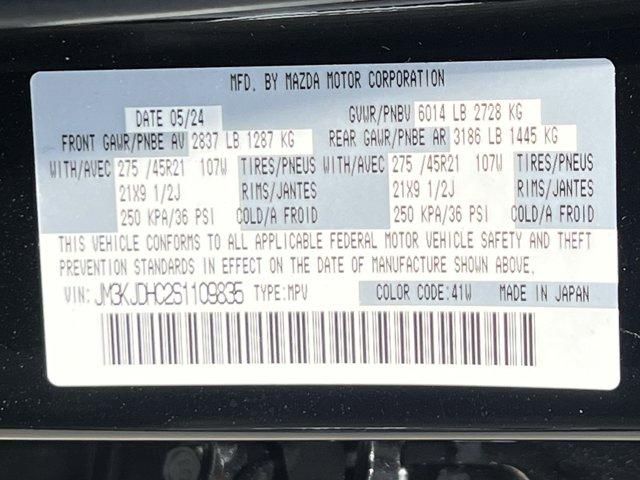 MFD. BY MAZDA MOTOR CORPORATION
DATE 05/24 GVWR/PNBV 6014 LB 2728 KG
FRONT GAWR/PNBE AV 2837 LB 1287 KG REAR GAWR/PNBE AR 3186 LB 1445 KG
WITH/AVEC 275 /45R21 107W TIRES/PNEUS WITH/AVEC 275 /45R21 107W TIRES/PNEUS
21X9 1/2J RIMS/JANTES 21X9 1/2J RIMS/JANTES
250 KPA/36 PSI COLD/A FROID 250 KPA/36 PSI COLD/A FROID
THIS VEHICLE CONFORMS TO ALL APPLICABLE FEDERAL MOTOR VEHICLE SAFETY AND THEFT
PREVENTION STANDARDS IN EFFECT ON THE DATE OF MANUFACTURE SHOWN ABOVE.
VIN: JM3KJDHC2S1109835 TYPE:MPV COLOR CODE:41W MADE IN JAPAN